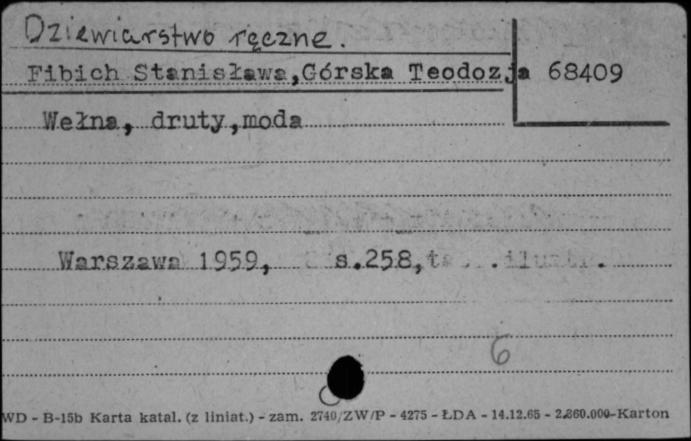 Dziewiarstwo ręczne.
Fibich Stanisława,Górska Teodozja 68409
Wełna, druty,moda
Warszawa 1959, s.258,
6
WD - B-15b Karta katal. (z liniat.) - zam. 2740/ZW/P - 4275 - ŁDA - 14.12.65 - 2.860.000-Karton